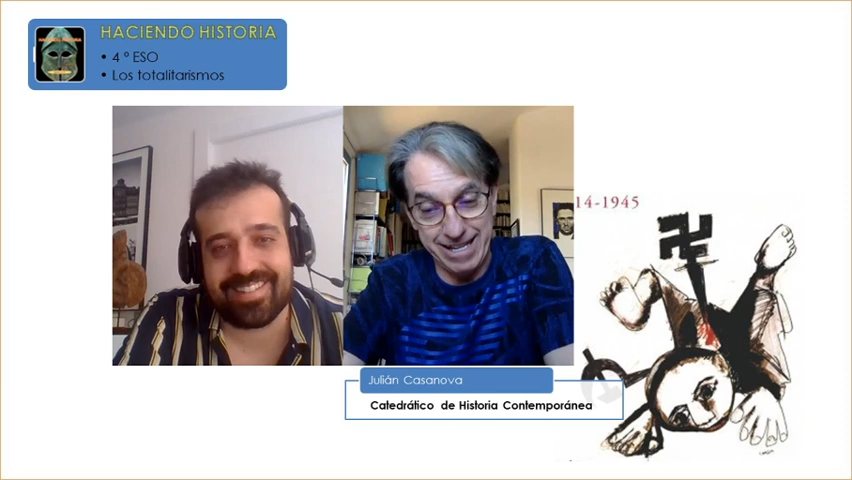 HACIENDO HISTORIA
• 4 º ESO
• Los totalitarismos
14-1945
Julián Casanova
Catedrático de Historia Contemporánea